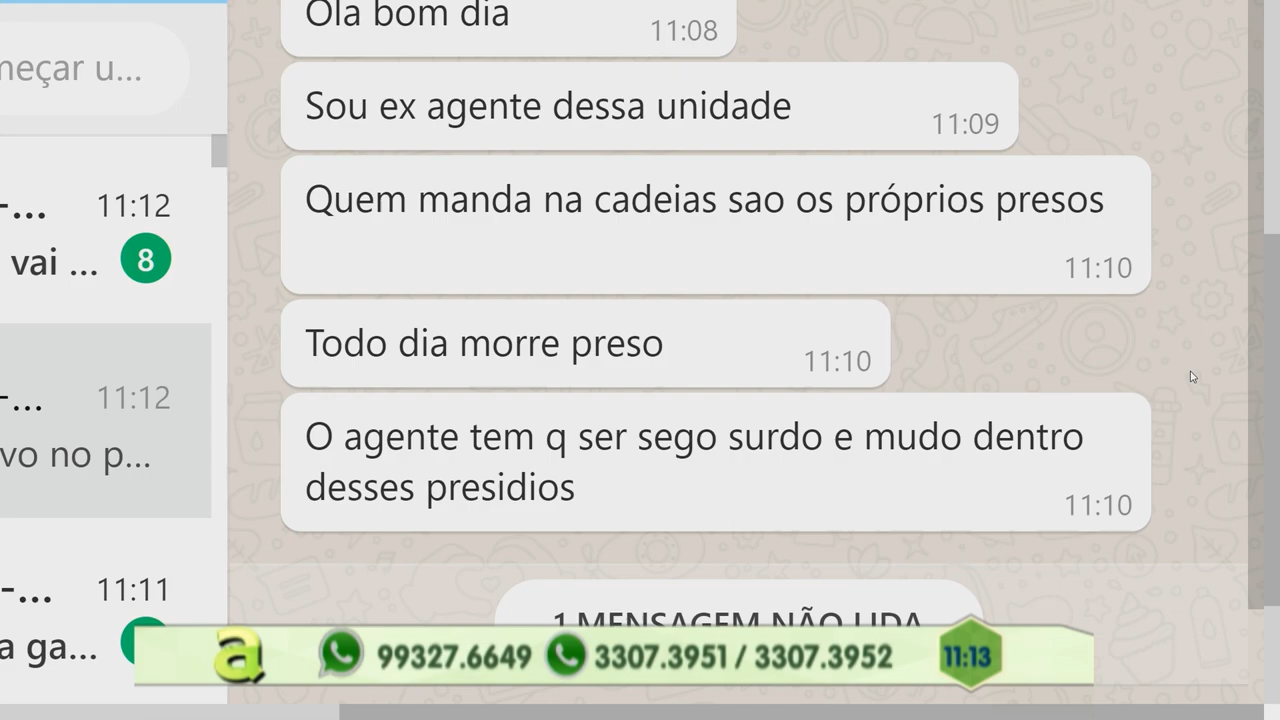 Ola bom dia
11:08
Sou ex agente dessa unidade
11:09
Quem manda na cadeias sao os próprios presos
11:10
Todo dia morre preso
11:10
O agente tem q ser sego surdo e mudo dentro
desses presidios
11:10
1 MENSAGEM NÃO LIDA
meçar u...
-... 11:12
vai ... 8
-... 11:12
vo no p...
-... 11:11
a ga...
a 99327.6649 3307.3951 / 3307.3952 11:13